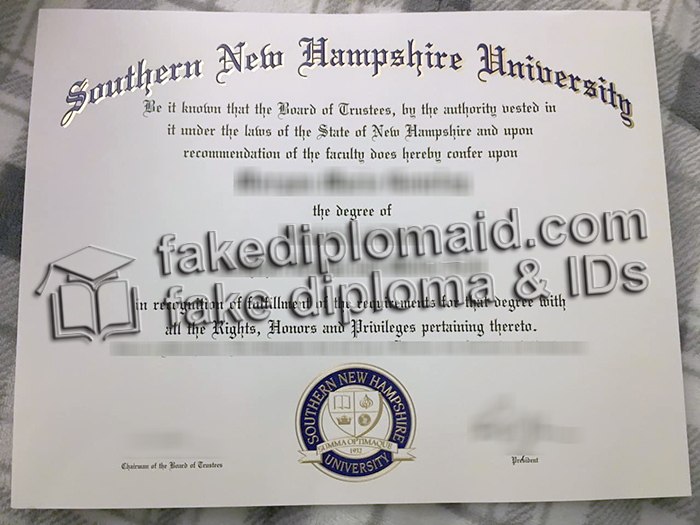 Southern New Hampshire University
Be it known that the Board of Trustees, by the authority vested in
it under the laws of the State of New Hampshire and upon
recommendation of the faculty does hereby confer upon
the degree of
fakediplomaid.com
fake diploma & IDs
in recognition of fulfillment of the requirements for that degree with
all the Rights, Honors and Privileges pertaining thereto.
SOUTHERN NEW HAMPSHIRE
SUMMA OPTIMAQUE
1932
UNIVERSITY
Chairman of the Board of Trustees
President